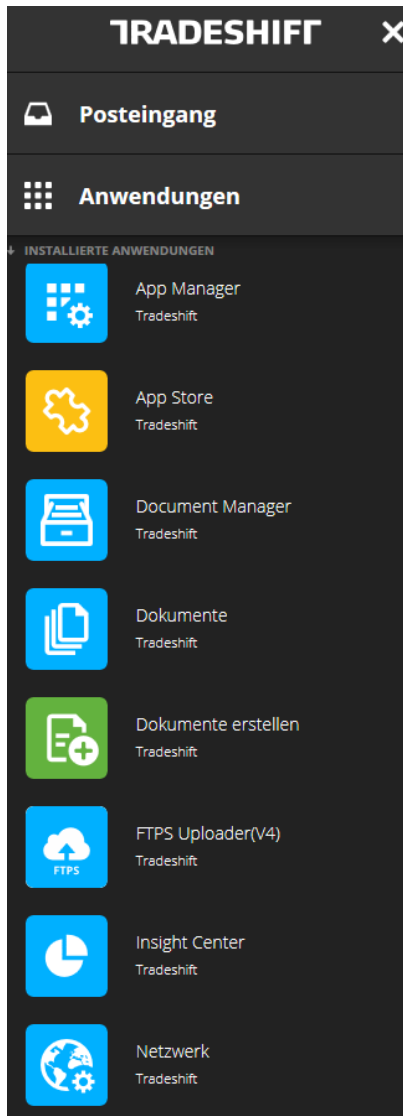 TRADESHIFT
Posteingang
Anwendungen
INSTALLIERTE ANWENDUNGEN
App Manager
Tradeshift
App Store
Tradeshift
Document Manager
Tradeshift
Dokumente
Tradeshift
Dokumente erstellen
Tradeshift
FTPS Uploader(V4)
Tradeshift
FTPS
Insight Center
Tradeshift
Netzwerk
Tradeshift